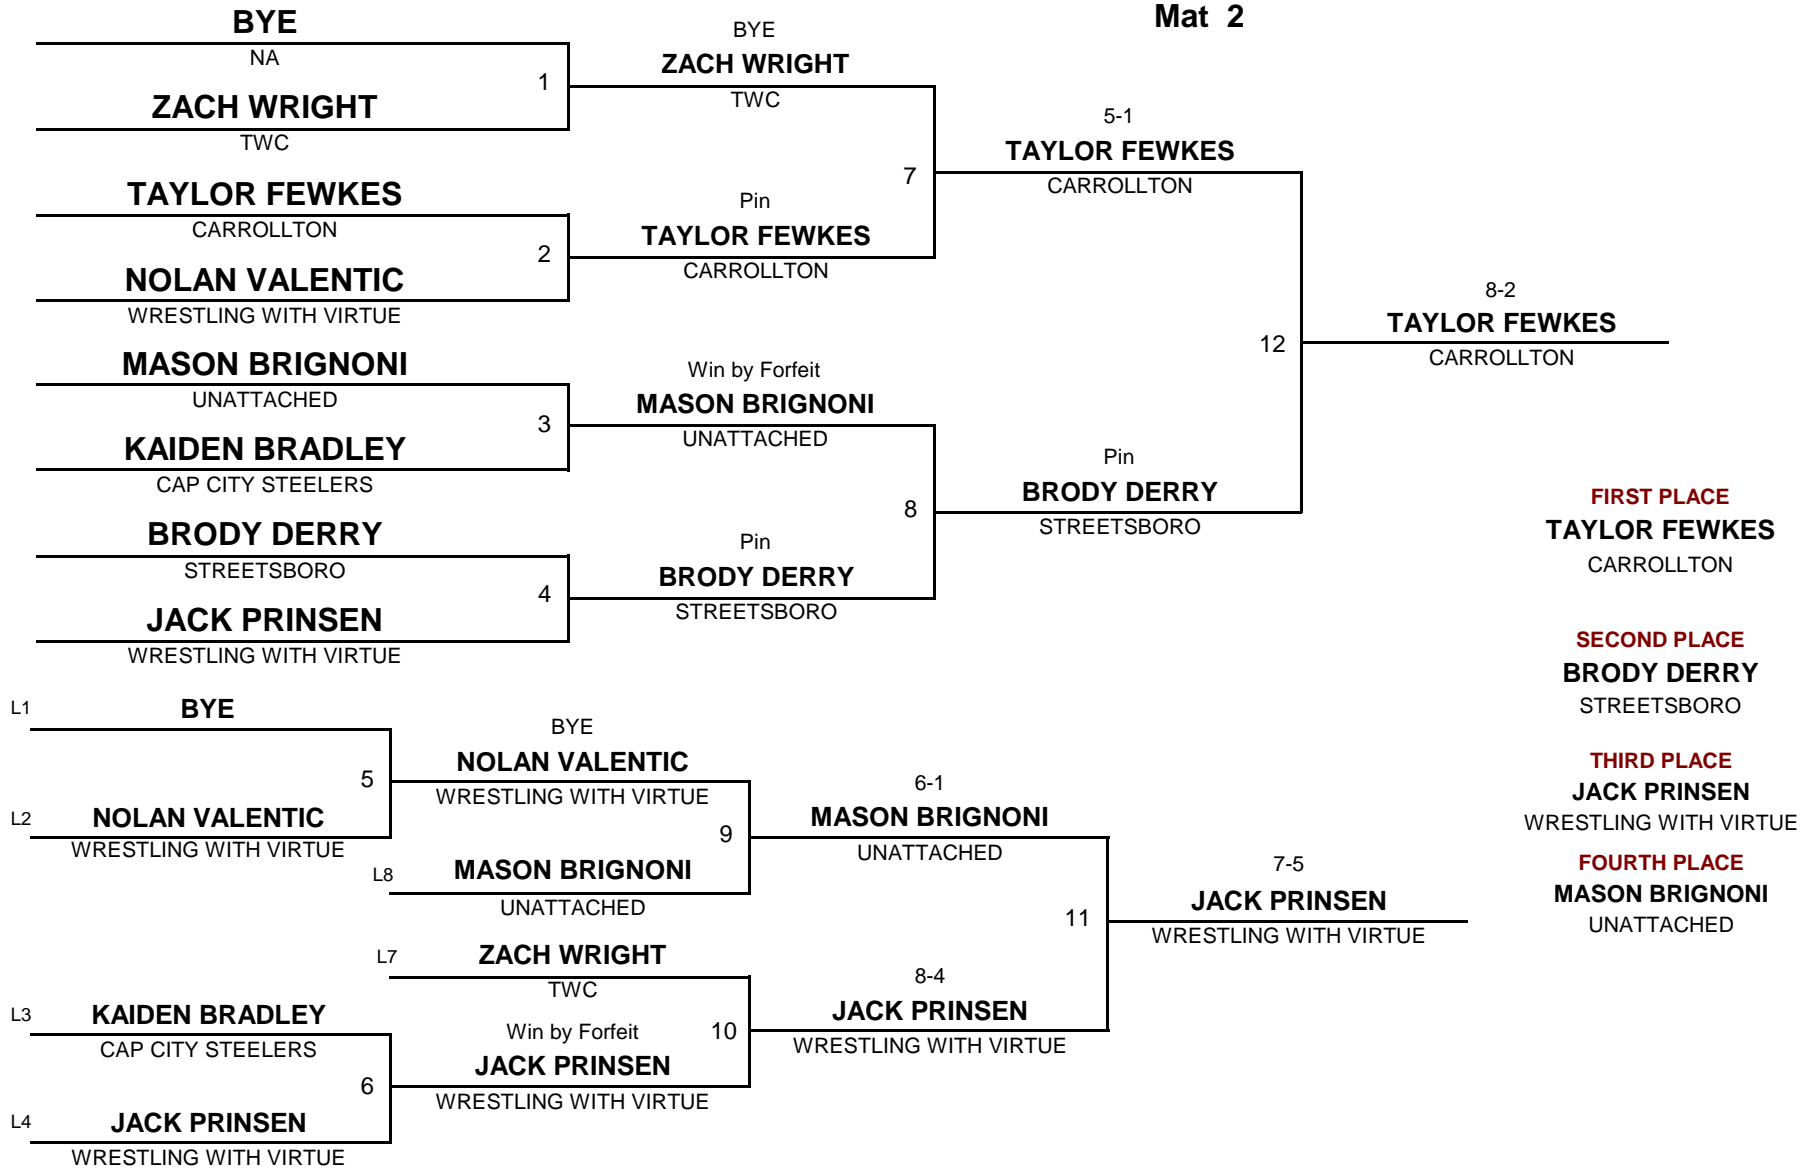 Mat 2
BYE
NA
ZACH WRIGHT
TWC
1
BYE
ZACH WRIGHT
TWC
TAYLOR FEWKES
CARROLLTON
NOLAN VALENTIC
WRESTLING WITH VIRTUE
2
Pin
TAYLOR FEWKES
CARROLLTON
7
5-1
TAYLOR FEWKES
CARROLLTON
MASON BRIGNONI
UNATTACHED
KAIDEN BRADLEY
CAP CITY STEELERS
3
Win by Forfeit
MASON BRIGNONI
UNATTACHED
BRODY DERRY
STREETSBORO
JACK PRINSEN
WRESTLING WITH VIRTUE
4
Pin
BRODY DERRY
STREETSBORO
8
Pin
BRODY DERRY
STREETSBORO
12
8-2
TAYLOR FEWKES
CARROLLTON
FIRST PLACE
TAYLOR FEWKES
CARROLLTON
SECOND PLACE
BRODY DERRY
STREETSBORO
THIRD PLACE
JACK PRINSEN
WRESTLING WITH VIRTUE
FOURTH PLACE
MASON BRIGNONI
UNATTACHED
L1
BYE
L2
NOLAN VALENTIC
WRESTLING WITH VIRTUE
5
BYE
NOLAN VALENTIC
WRESTLING WITH VIRTUE
L8
MASON BRIGNONI
UNATTACHED
9
6-1
MASON BRIGNONI
UNATTACHED
L7
ZACH WRIGHT
TWC
L3
KAIDEN BRADLEY
CAP CITY STEELERS
L4
JACK PRINSEN
WRESTLING WITH VIRTUE
6
Win by Forfeit
JACK PRINSEN
WRESTLING WITH VIRTUE
10
8-4
JACK PRINSEN
WRESTLING WITH VIRTUE
11
7-5
JACK PRINSEN
WRESTLING WITH VIRTUE